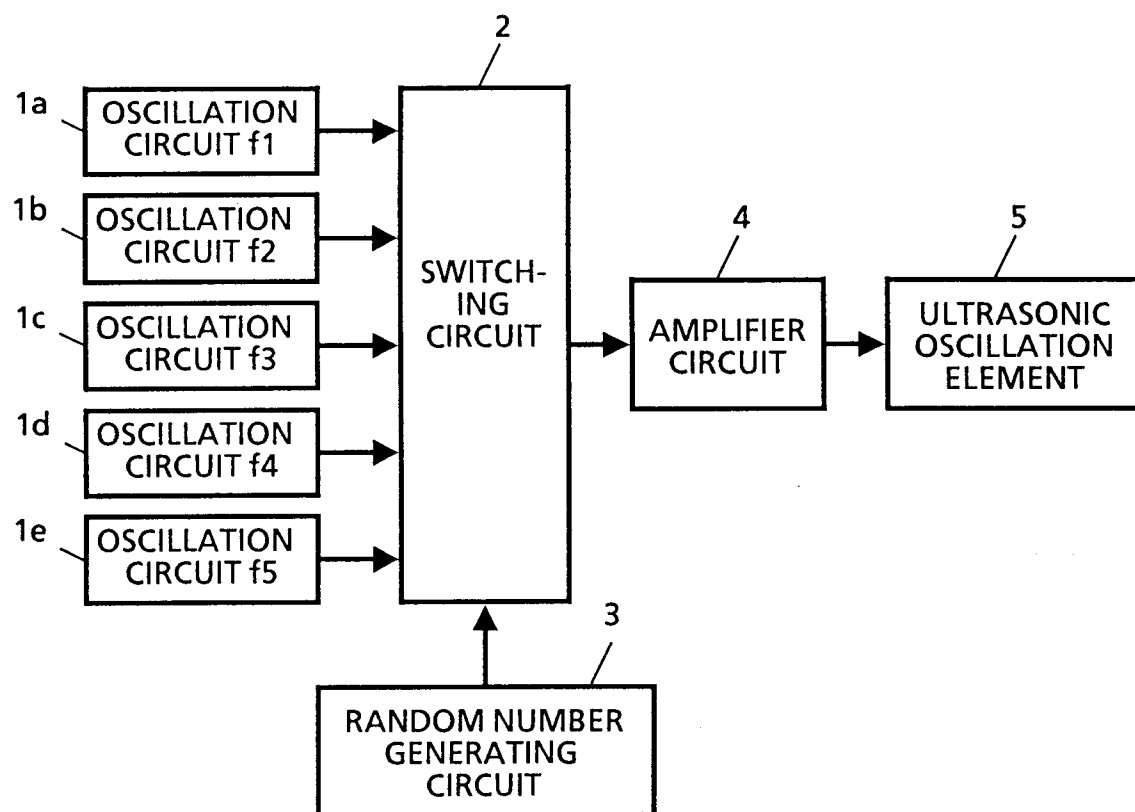 2
1a
OSCILLATION
CIRCUIT f1
1b
OSCILLATION
CIRCUIT f2
1c
OSCILLATION
CIRCUIT f3
1d
OSCILLATION
CIRCUIT f4
1e
OSCILLATION
CIRCUIT f5
SWITCH-
ING
CIRCUIT
4
AMPLIFIER
CIRCUIT
5
ULTRASONIC
OSCILLATION
ELEMENT
3
RANDOM NUMBER
GENERATING
CIRCUIT